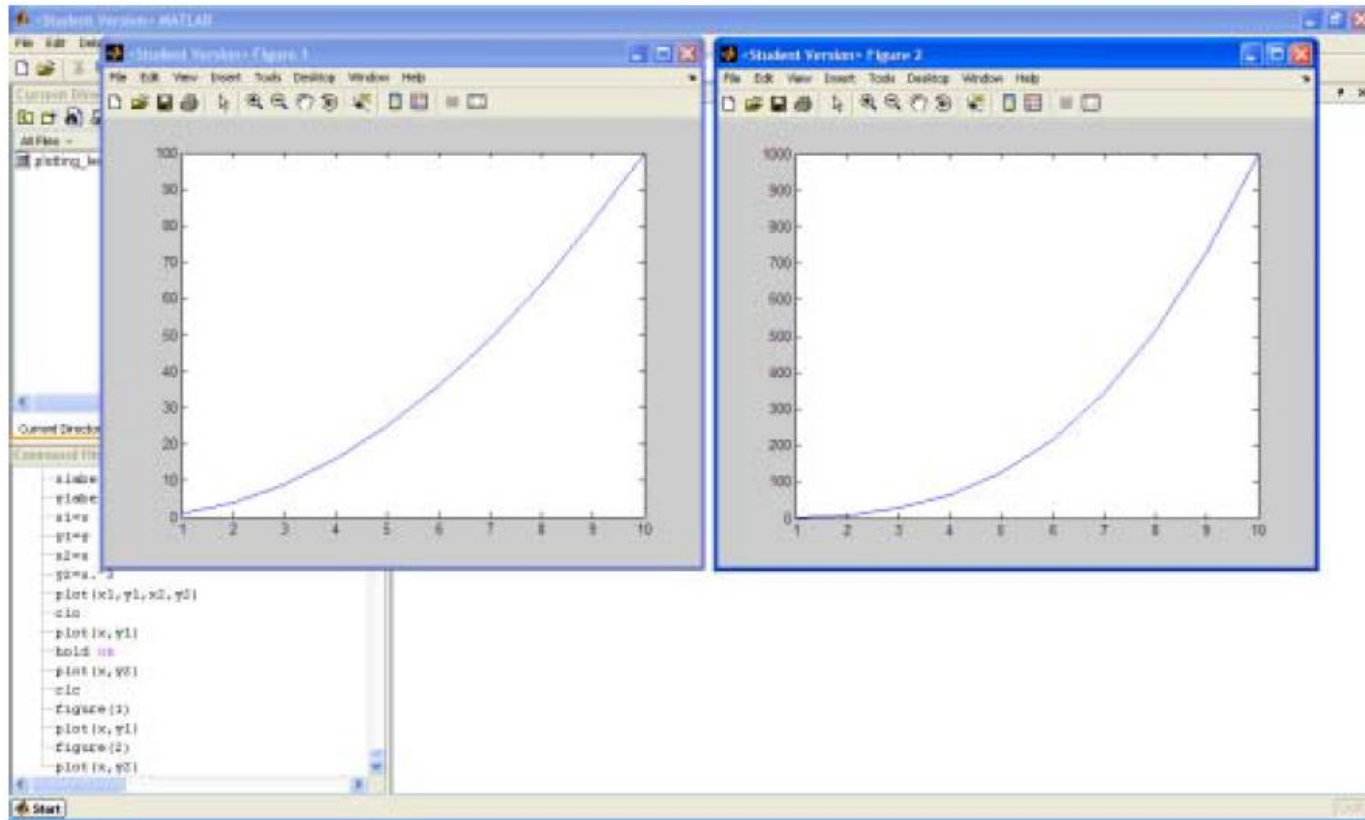 <Student Version> MATLAB
File Edit
All Files
Current Director
<Student Version> Figure 1
File Edit View Insert Tools Desktop Window Help
100
90
80
70
60
50
40
30
20
10
0
1 2 3 4 5 6 7 8 9 10
<Student Version> Figure 2
File Edit View Insert Tools Desktop Window Help
1000
900
800
700
600
500
400
300
200
100
0
1 2 3 4 5 6 7 8 9 10
plot(x1,y1,x2,y2)
clc
plot(x,y1)
hold on
plot(x,y2)
clc
figure(1)
plot(x,y1)
figure(2)
plot(x,y2)
Start